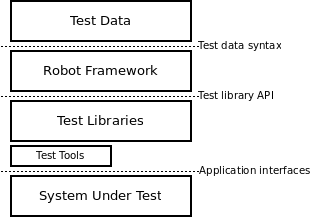 Test Data
Test data syntax
Robot Framework
Test library API
Test Libraries
Test Tools
Application interfaces
System Under Test